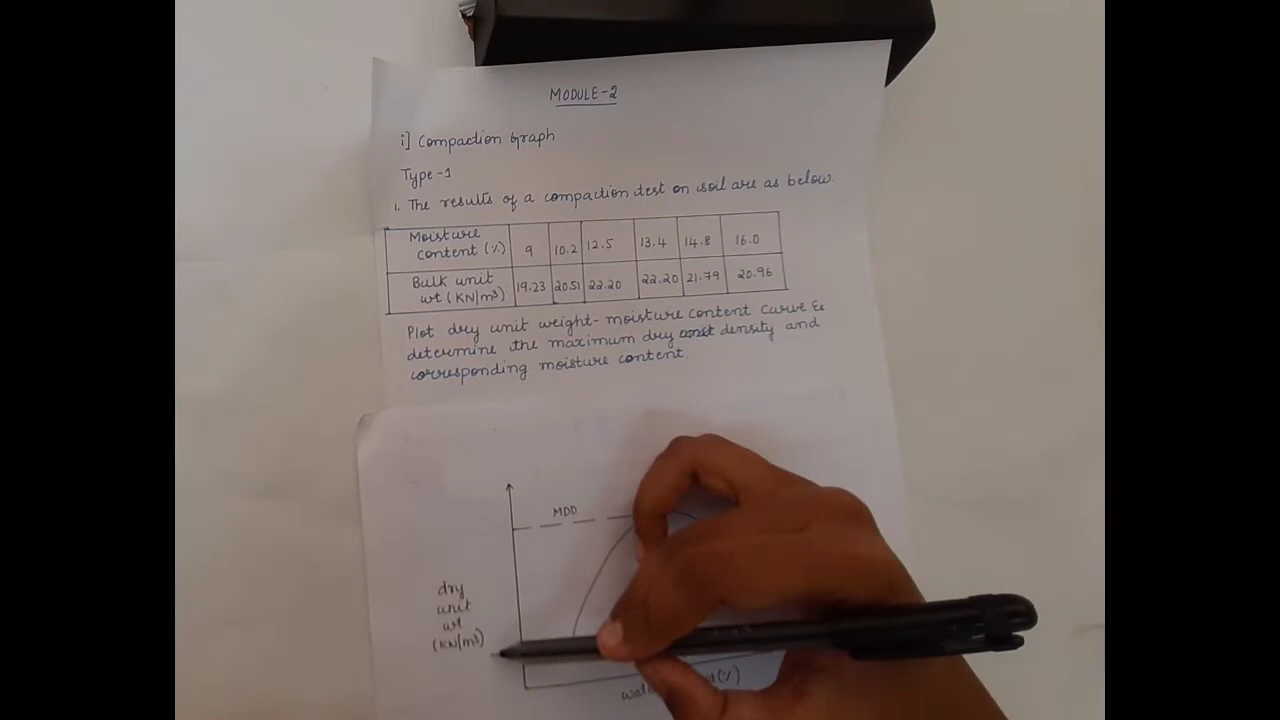 MODULE-2
i] Compaction Graph
Type-1
1. The results of a compaction test on soil are as below.
Moisture content (%) 9 10.2 12.5 13.4 14.8 16.0
Bulk unit wt (KN/m³) 19.23 20.51 22.20 22.20 21.79 20.96
Plot dry unit weight-moisture content curve &
determine the maximum dry density and
corresponding moisture content.
MDD
dry
unit
wt
(KN/m³)
(%)